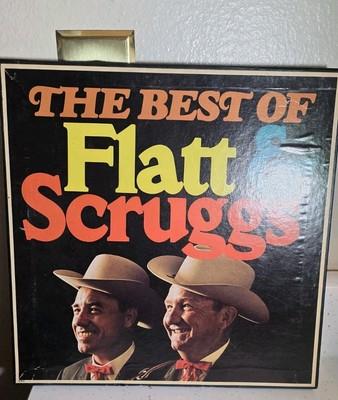 THE BEST OF
Flatt &
Scruggs